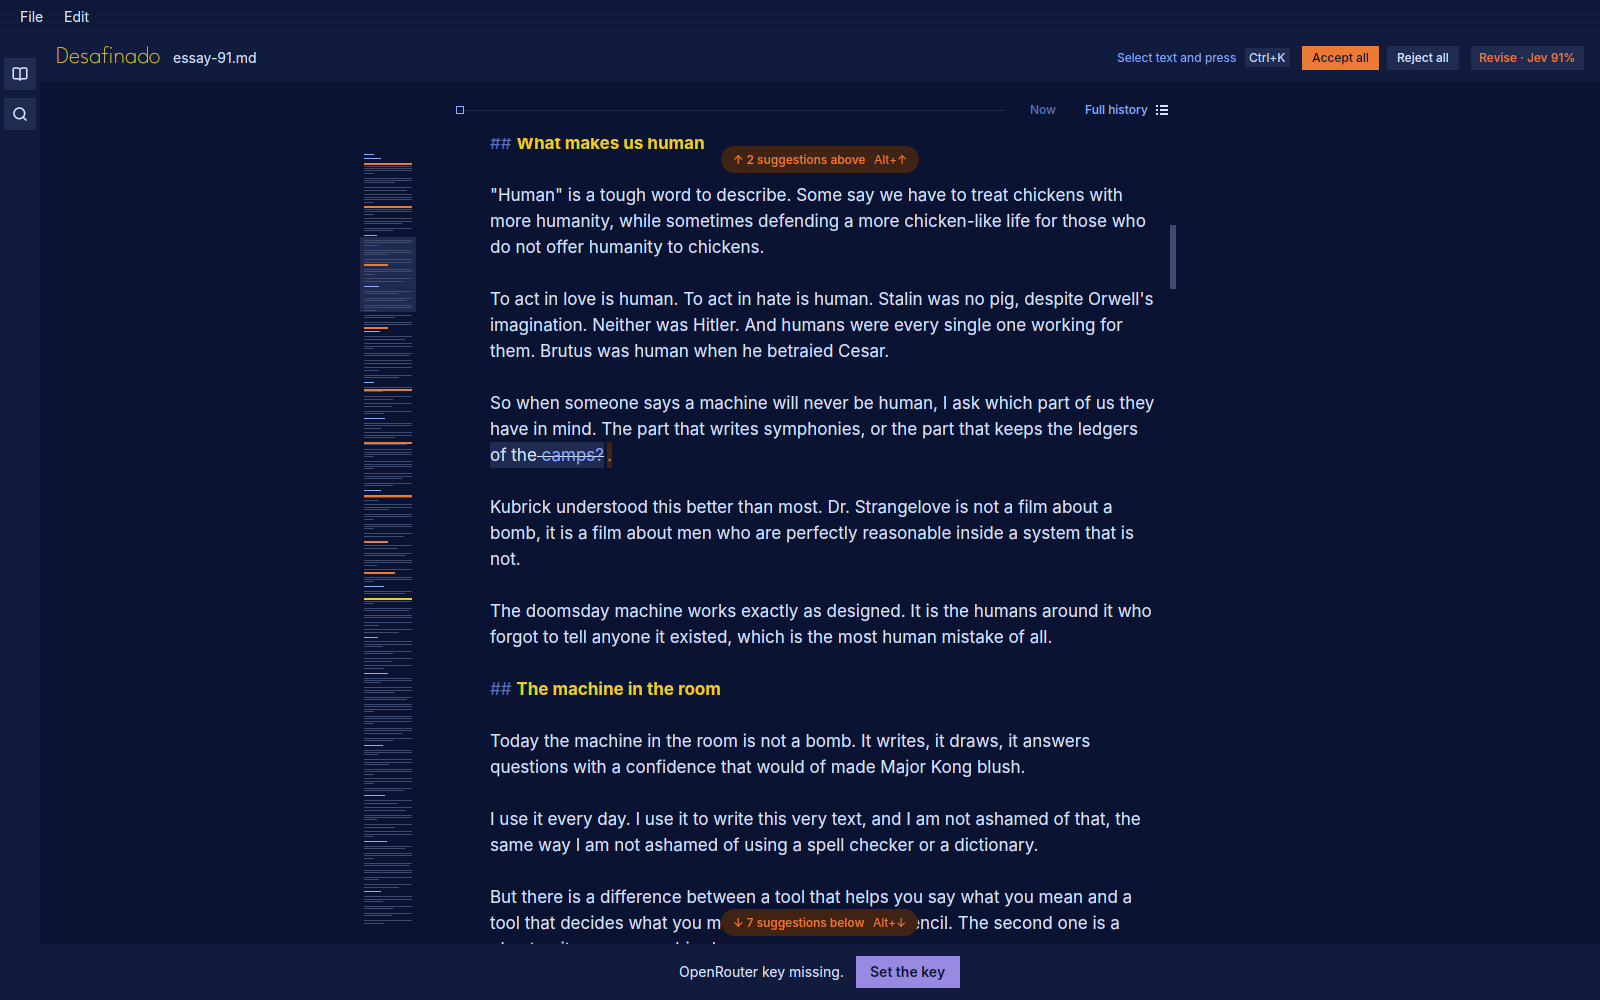 File Edit
Desafinado essay-91.md Select text and press Ctrl+K Accept all Reject all Revise · Jev 91%
Now Full history
## What makes us human
↑ 2 suggestions above Alt+↑
"Human" is a tough word to describe. Some say we have to treat chickens with
more humanity, while sometimes defending a more chicken-like life for those who
do not offer humanity to chickens.
To act in love is human. To act in hate is human. Stalin was no pig, despite Orwell's
imagination. Neither was Hitler. And humans were every single one working for
them. Brutus was human when he betraied Cesar.
So when someone says a machine will never be human, I ask which part of us they
have in mind. The part that writes symphonies, or the part that keeps the ledgers
of the camps? .
Kubrick understood this better than most. Dr. Strangelove is not a film about a
bomb, it is a film about men who are perfectly reasonable inside a system that is
not.
The doomsday machine works exactly as designed. It is the humans around it who
forgot to tell anyone it existed, which is the most human mistake of all.
## The machine in the room
Today the machine in the room is not a bomb. It writes, it draws, it answers
questions with a confidence that would of made Major Kong blush.
I use it every day. I use it to write this very text, and I am not ashamed of that, the
same way I am not ashamed of using a spell checker or a dictionary.
But there is a difference between a tool that helps you say what you mean and a
tool that decides what you
↓ 7 suggestions below Alt+↓
The second one is a
OpenRouter key missing. Set the key